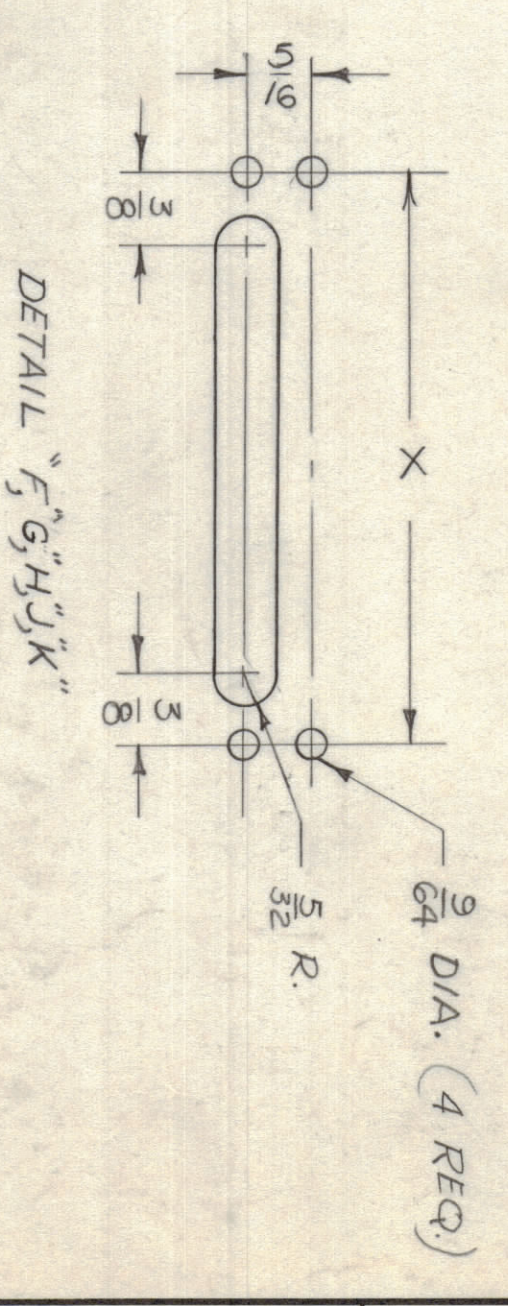 5/16
3/8
X
3/8
5/32 R.
9/64 DIA. (4 REQ.)
DETAIL "F," "G," "H," "J," "K"